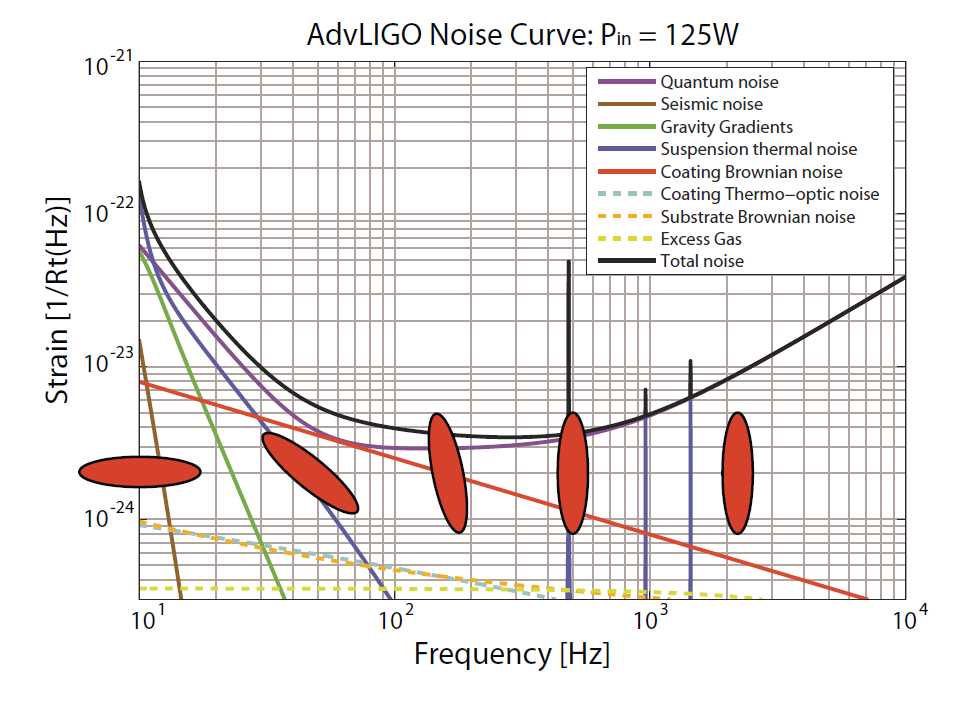 AdvLIGO Noise Curve: Pin = 125W
10-21
10-22
10-23
10-24
Strain [1/Rt(Hz)]
Quantum noise
Seismic noise
Gravity Gradients
Suspension thermal noise
Coating Brownian noise
Coating Thermo−optic noise
Substrate Brownian noise
Excess Gas
Total noise
101 102 103 104
Frequency [Hz]